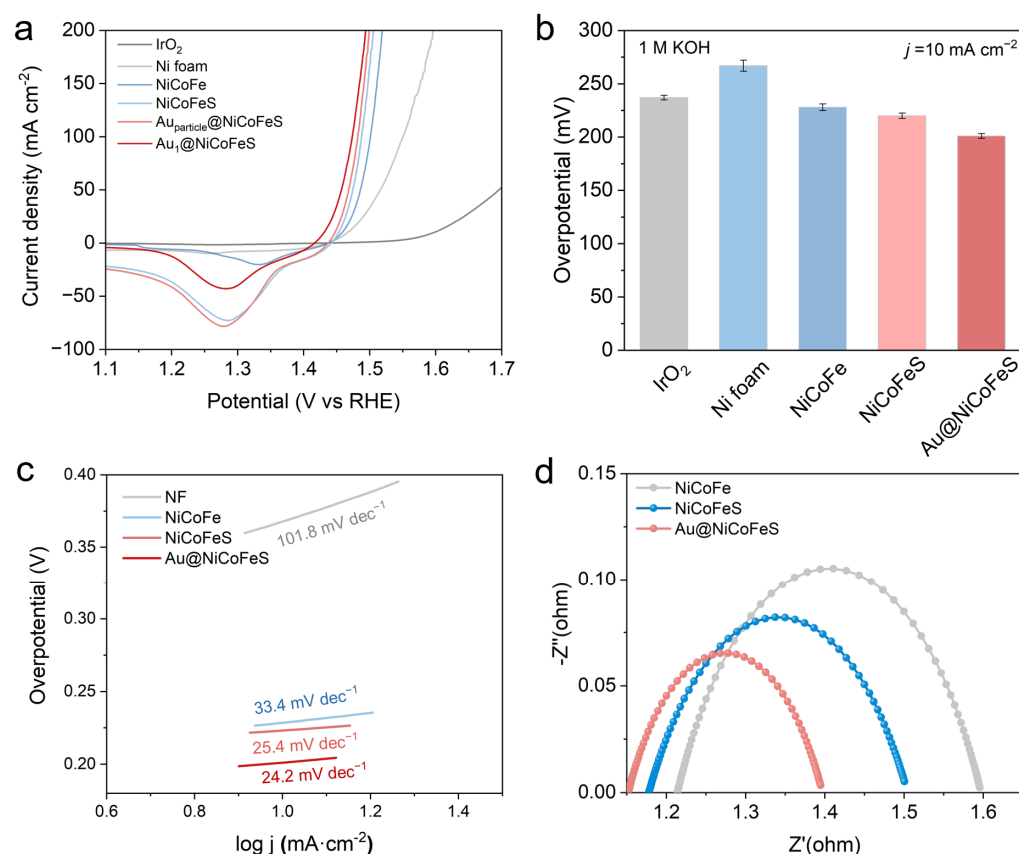 a
200
150
100
50
0
−50
−100
Current density (mA cm⁻²)
IrO₂
Ni foam
NiCoFe
NiCoFeS
Auₚₐᵣₜᵢ꜀ₗₑ@NiCoFeS
Au₁@NiCoFeS
1.1 1.2 1.3 1.4 1.5 1.6 1.7
Potential (V vs RHE)
b
300
250
200
150
100
50
0
Overpotential (mV)
1 M KOH
j =10 mA cm⁻²
IrO₂
Ni foam
NiCoFe
NiCoFeS
Au@NiCoFeS
c
0.40
0.35
0.30
0.25
0.20
Overpotential (V)
NF
NiCoFe
NiCoFeS
Au@NiCoFeS
101.8 mV dec⁻¹
33.4 mV dec⁻¹
25.4 mV dec⁻¹
24.2 mV dec⁻¹
1.0 1.2 1.4
log j (mA·cm⁻²)
d
0.15
0.10
0.05
0.00
-Z''(ohm)
NiCoFe
NiCoFeS
Au@NiCoFeS
1.2 1.3 1.4 1.5 1.6
Z'(ohm)